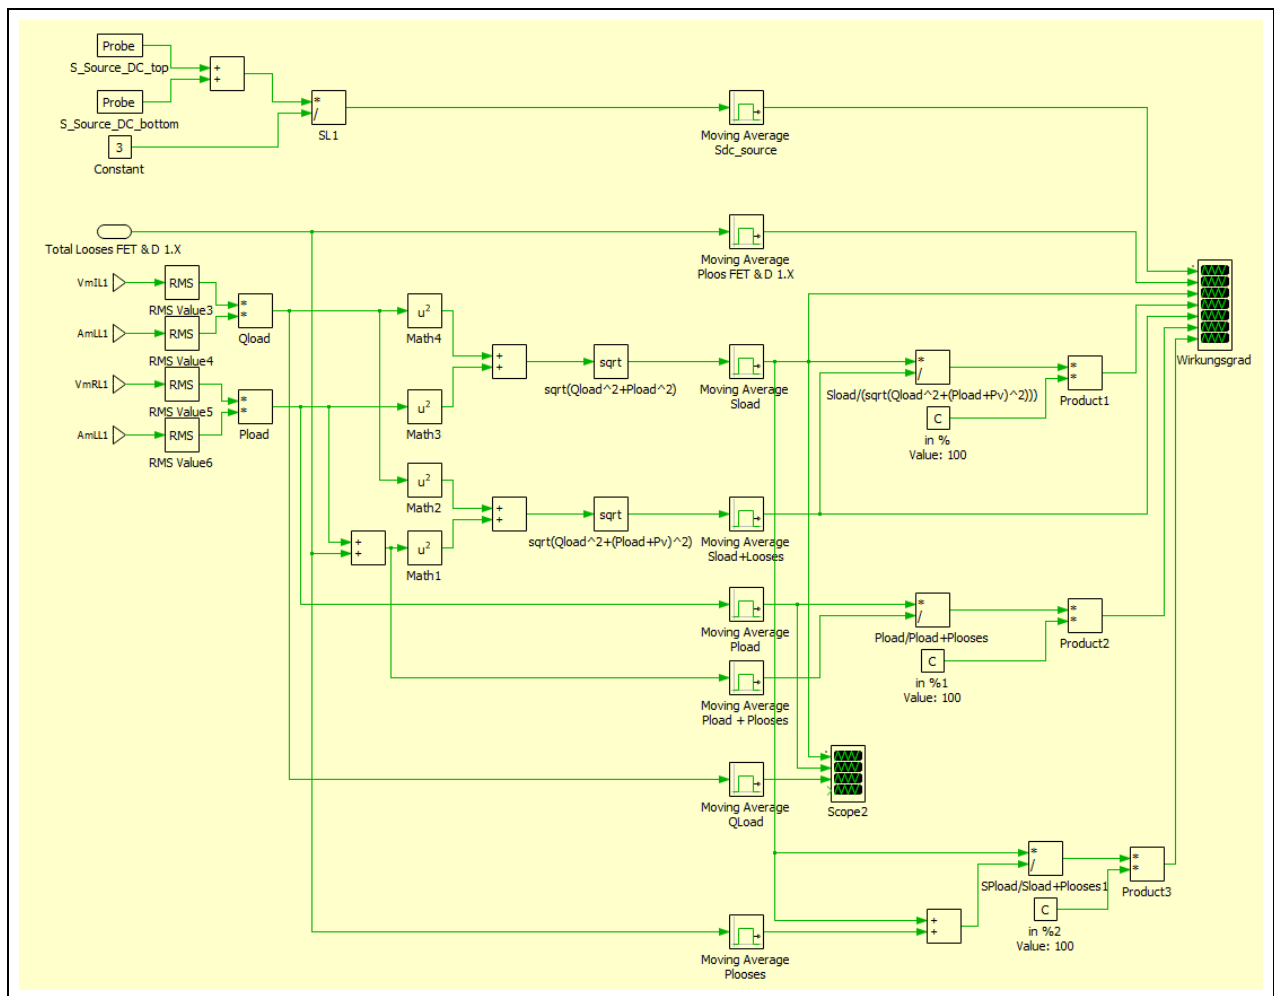 Probe
S_Source_DC_top
+
+
Probe
S_Source_DC_bottom
3
Constant
*
/
SL1
Moving Average
Sdc_source
Total Looses FET & D 1.X
Moving Average
Ploos FET & D 1.X
VmIL1
RMS
RMS Value3
AmLL1
RMS
RMS Value4
VmRL1
RMS
RMS Value5
AmLL1
RMS
RMS Value6
*
*
Qload
*
*
Pload
u²
Math4
u²
Math3
u²
Math2
u²
Math1
+
+
+
+
+
+
sqrt
sqrt(Qload^2+Pload^2)
sqrt
sqrt(Qload^2+(Pload+Pv)^2)
Moving Average
Sload
Moving Average
Sload+Looses
*
/
Sload/(sqrt(Qload^2+(Pload+Pv)^2)))
C
in %
Value: 100
*
*
Product1
Wirkungsgrad
Moving Average
Pload
Moving Average
Pload + Plooses
*
/
Pload/Pload+Plooses
C
in %1
Value: 100
*
*
Product2
Moving Average
QLoad
Scope2
*
/
SPload/Sload+Plooses1
C
in %2
Value: 100
*
*
Product3
+
+
Moving Average
Plooses